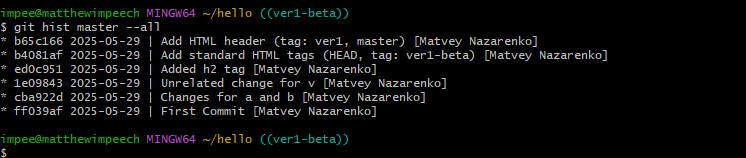 impee@matthewimpeech MINGW64 ~/hello ((ver1-beta))
$ git hist master --all
* b65c166 2025-05-29 | Add HTML header (tag: ver1, master) [Matvey Nazarenko]
* b4081af 2025-05-29 | Add standard HTML tags (HEAD, tag: ver1-beta) [Matvey Nazarenko]
* ed0c951 2025-05-29 | Added h2 tag [Matvey Nazarenko]
* 1e09843 2025-05-29 | Unrelated change for v [Matvey Nazarenko]
* cba922d 2025-05-29 | Changes for a and b [Matvey Nazarenko]
* ff039af 2025-05-29 | First Commit [Matvey Nazarenko]
impee@matthewimpeech MINGW64 ~/hello ((ver1-beta))
$